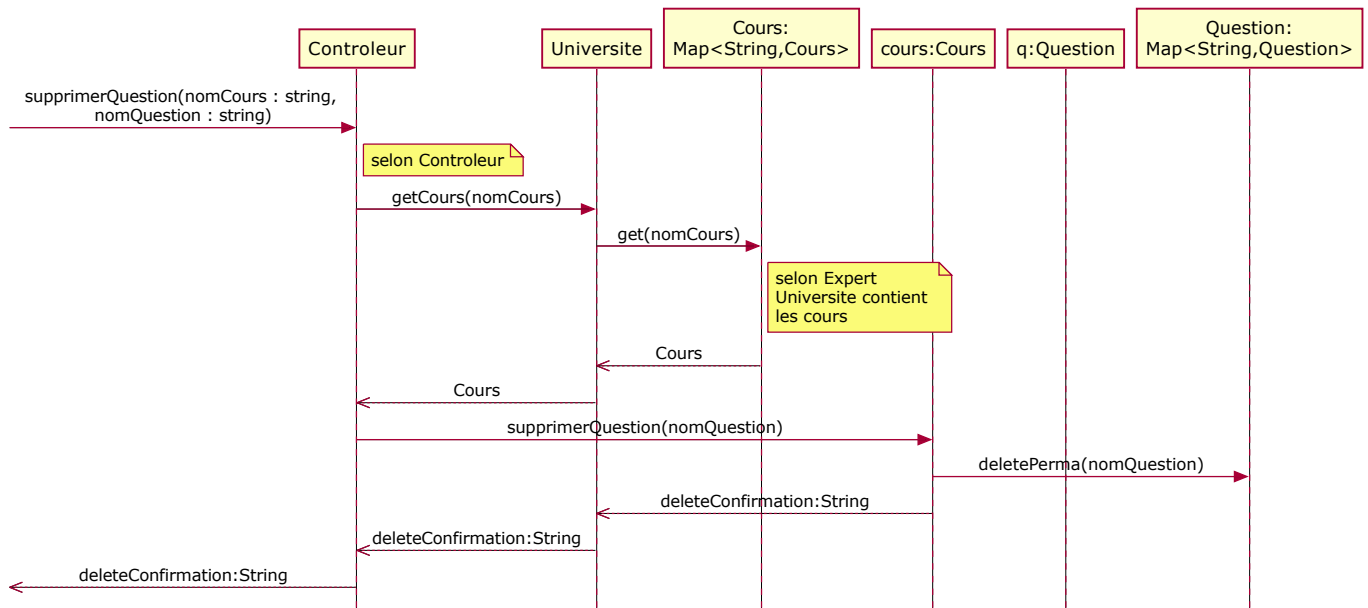 Controleur
Universite
Cours:
Map<String,Cours>
cours:Cours
q:Question
Question:
Map<String,Question>
supprimerQuestion(nomCours : string,
nomQuestion : string)
selon Controleur
getCours(nomCours)
get(nomCours)
selon Expert
Universite contient
les cours
Cours
Cours
supprimerQuestion(nomQuestion)
deletePerma(nomQuestion)
deleteConfirmation:String
deleteConfirmation:String
deleteConfirmation:String